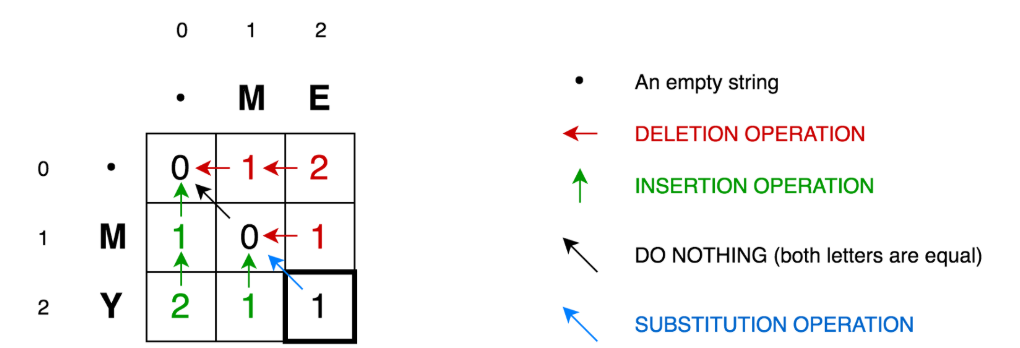 0 1 2
• M E
0 • 0 1 2
1 M 1 0 1
2 Y 2 1 1
• An empty string
DELETION OPERATION
INSERTION OPERATION
DO NOTHING (both letters are equal)
SUBSTITUTION OPERATION